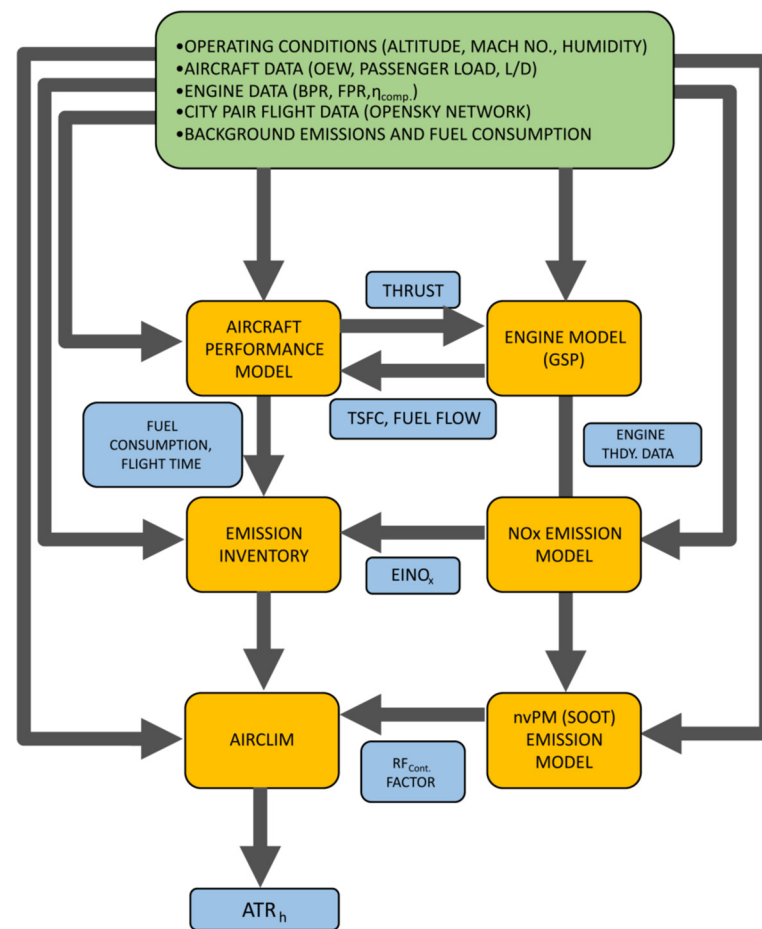 •OPERATING CONDITIONS (ALTITUDE, MACH NO., HUMIDITY)
•AIRCRAFT DATA (OEW, PASSENGER LOAD, L/D)
•ENGINE DATA (BPR, FPR,ηcomp.)
•CITY PAIR FLIGHT DATA (OPENSKY NETWORK)
•BACKGROUND EMISSIONS AND FUEL CONSUMPTION
THRUST
AIRCRAFT
PERFORMANCE
MODEL
ENGINE MODEL
(GSP)
TSFC, FUEL FLOW
FUEL
CONSUMPTION,
FLIGHT TIME
ENGINE
THDY. DATA
EMISSION
INVENTORY
NOx EMISSION
MODEL
EINOx
AIRCLIM
nvPM (SOOT)
EMISSION
MODEL
RFCont.
FACTOR
ATR h